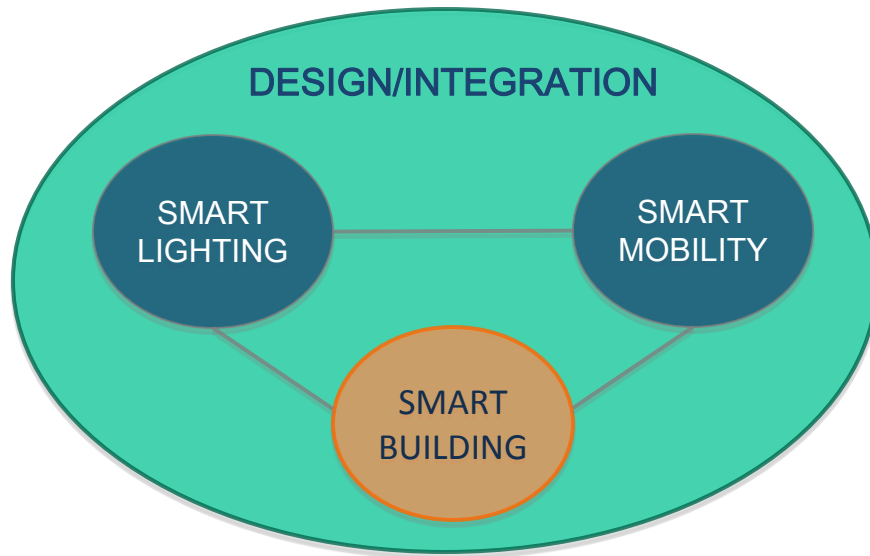 DESIGN/INTEGRATION
SMART
LIGHTING
SMART
MOBILITY
SMART
BUILDING